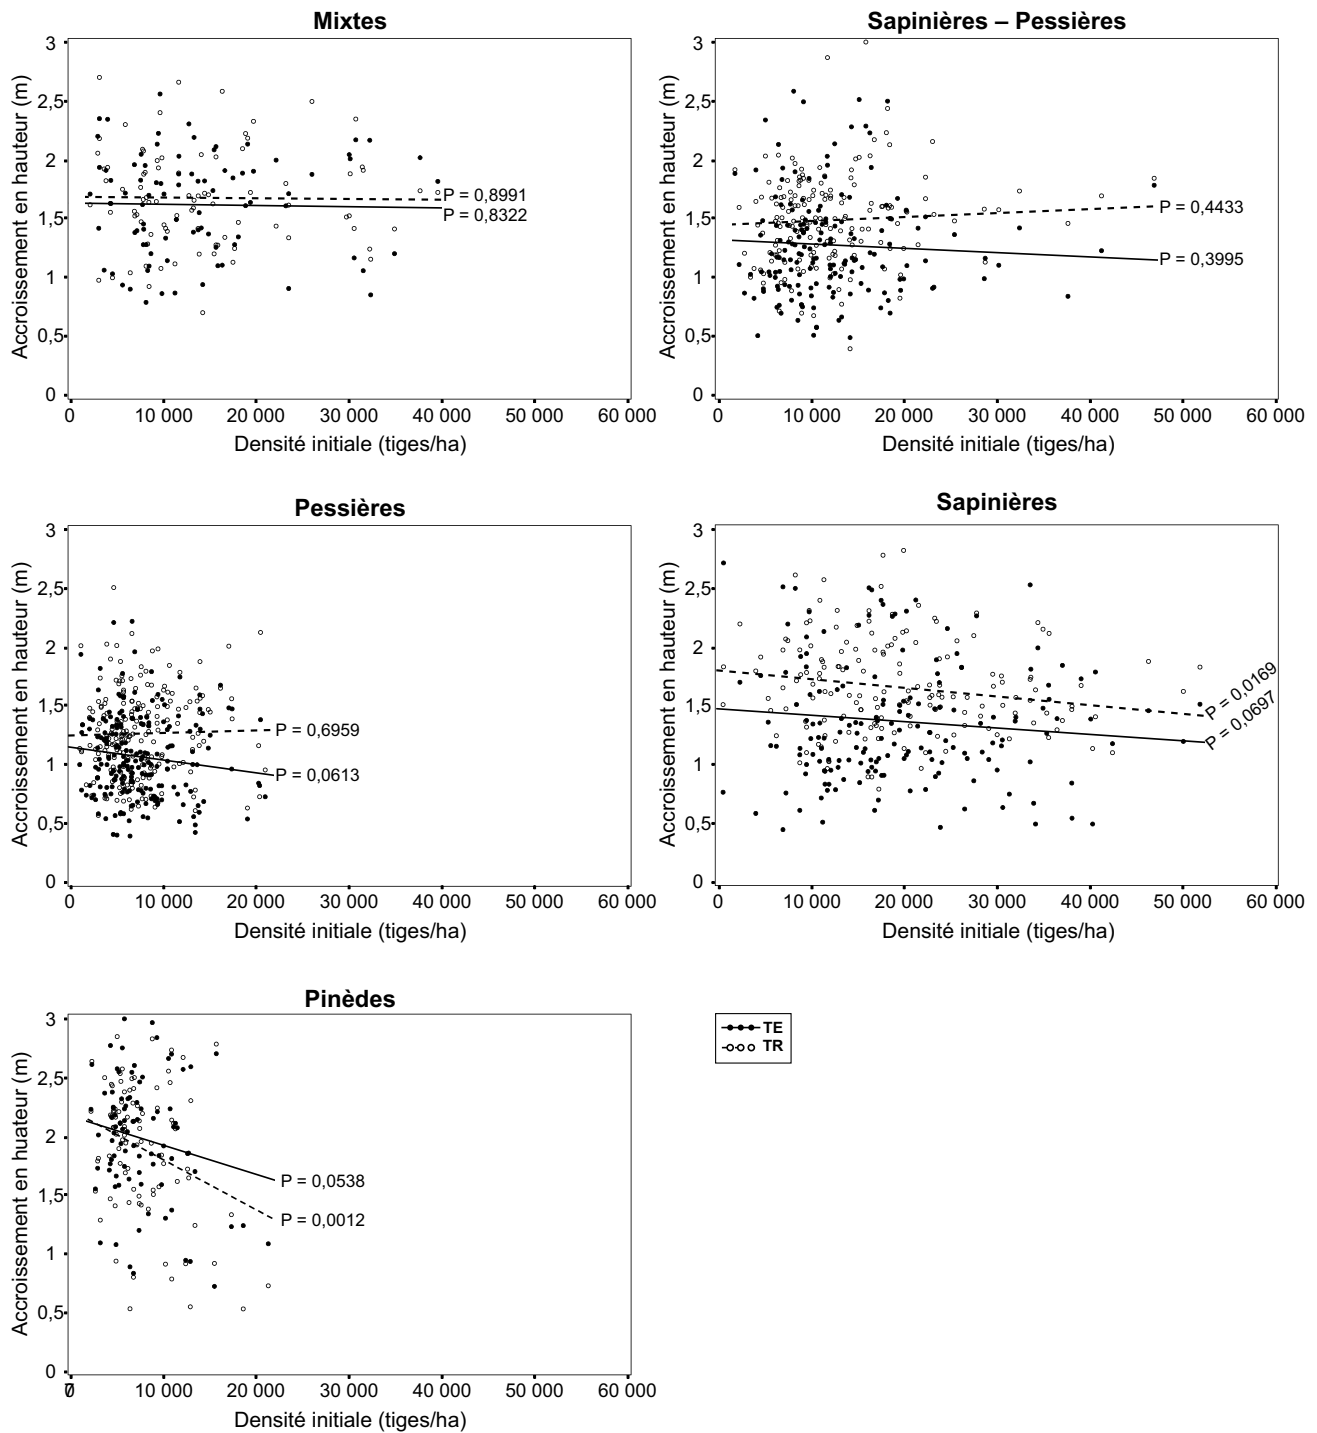 Mixtes
Accroissement en hauteur (m)
3
2,5
2
1,5
1
0,5
0
P = 0,8991
P = 0,8322
0 10 000 20 000 30 000 40 000 50 000 60 000
Densité initiale (tiges/ha)
Sapinières – Pessières
Accroissement en hauteur (m)
3
2,5
2
1,5
1
0,5
0
P = 0,4433
P = 0,3995
0 10 000 20 000 30 000 40 000 50 000 60 000
Densité initiale (tiges/ha)
Pessières
Accroissement en hauteur (m)
3
2,5
2
1,5
1
0,5
0
P = 0,6959
P = 0,0613
0 10 000 20 000 30 000 40 000 50 000 60 000
Densité initiale (tiges/ha)
Sapinières
Accroissement en hauteur (m)
3
2,5
2
1,5
1
0,5
0
P = 0,0169
P = 0,0697
0 10 000 20 000 30 000 40 000 50 000 60 000
Densité initiale (tiges/ha)
Pinèdes
Accroissement en huateur (m)
3
2,5
2
1,5
1
0,5
0
P = 0,0538
P = 0,0012
10 000 20 000 30 000 40 000 50 000 60 000
Densité initiale (tiges/ha)
TE
TR